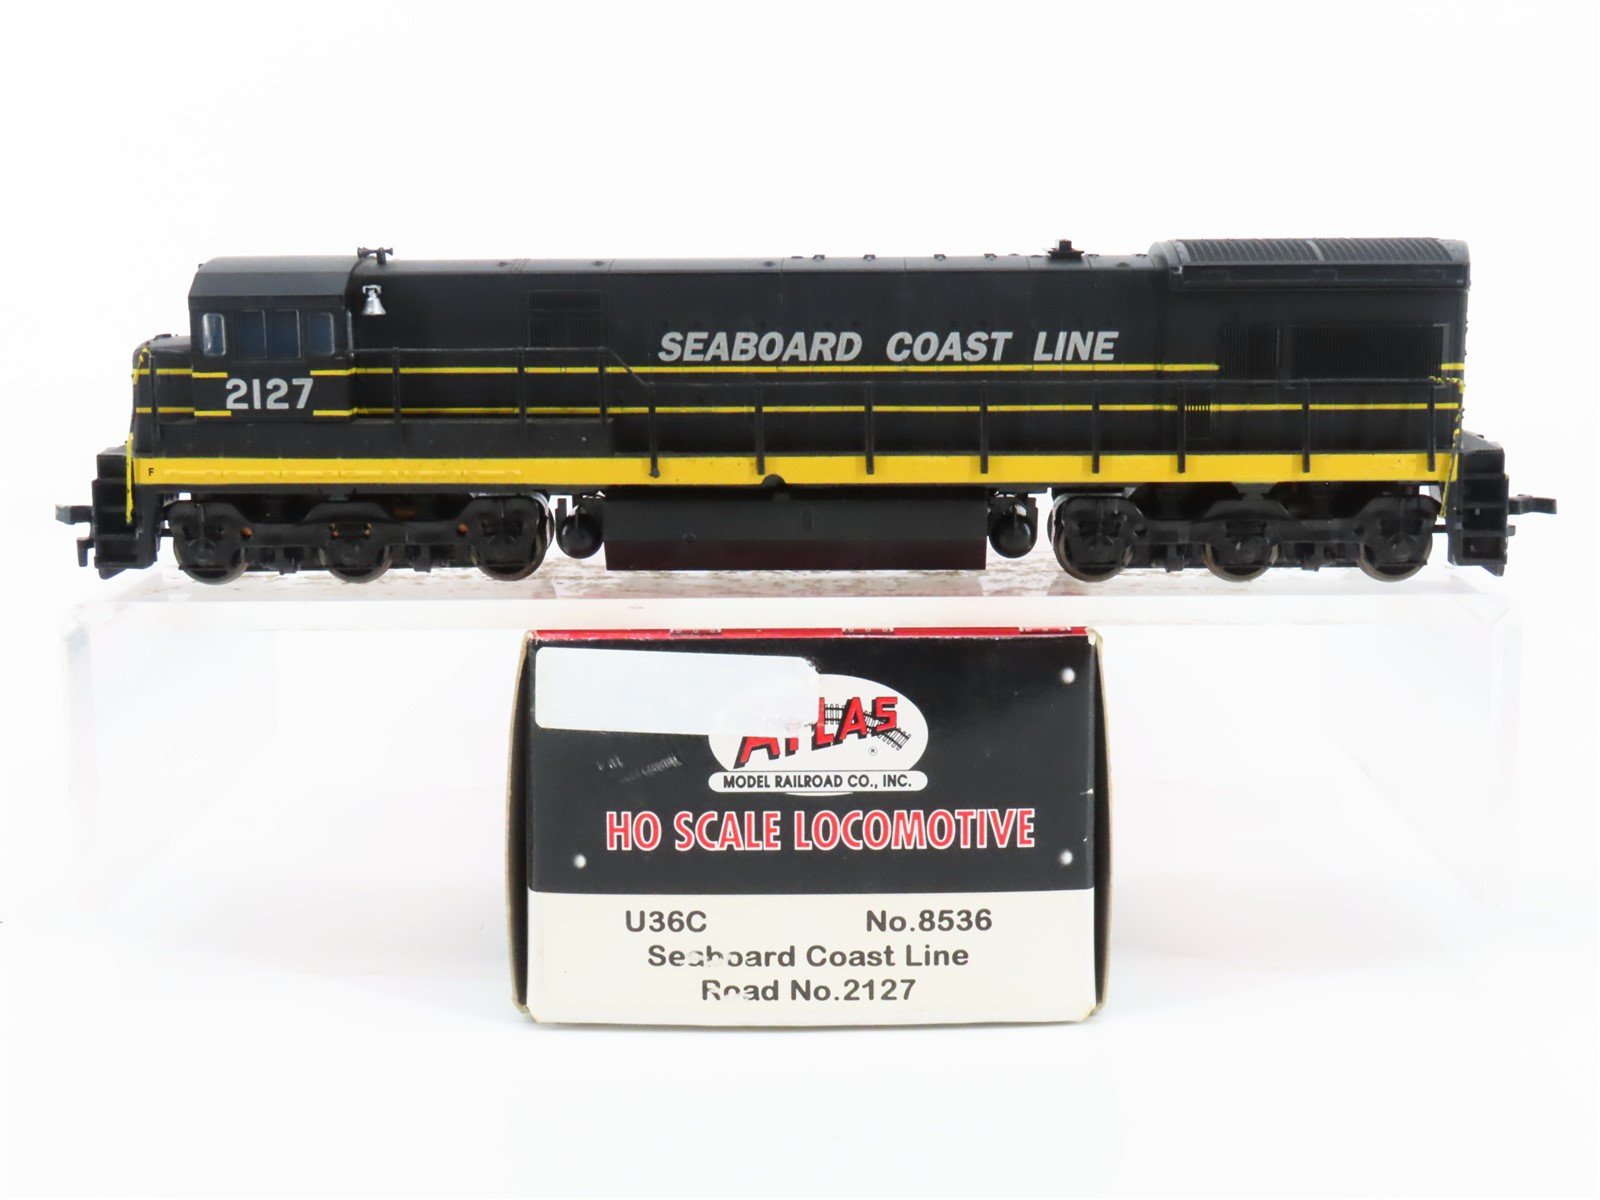 SEABOARD COAST LINE
2127
F
ATLAS
®
MODEL RAILROAD CO., INC.
HO SCALE LOCOMOTIVE
U36C No.8536
Seaboard Coast Line
Road No.2127